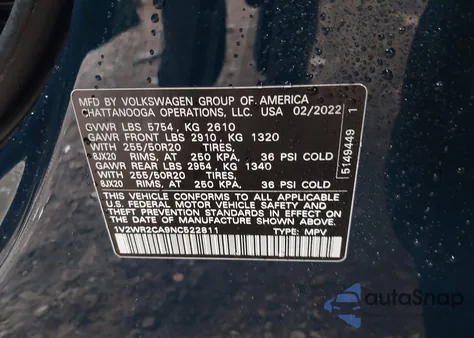 MFD BY VOLKSWAGEN GROUP OF AMERICA
CHATTANOOGA OPERATIONS, LLC. USA 02/2022
GVWR LBS 5754, KG 2610
GAWR FRONT LBS 2910, KG 1320
WITH 255/50R20 TIRES,
8JX20 RIMS, AT 250 KPA, 36 PSI COLD
GAWR REAR LBS 2954 KG 1340
WITH 255/50R20 TIRES,
8JX20 RIMS, AT 250 KPA, 36 PSI COLD
THIS VEHICLE CONFORMS TO ALL APPLICABLE
U.S. FEDERAL MOTOR VEHICLE SAFETY AND
THEFT PREVENTION STANDARDS IN EFFECT ON
THE DATE OF MANUFACTURE SHOWN ABOVE.
1V2WR2CA9NC522811 TYPE: MPV
5149449 1
autoSnap